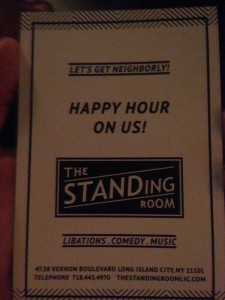 LET'S GET NEIGHBORLY!
HAPPY HOUR
ON US!
THE
STANDING
ROOM
LIBATIONS . COMEDY . MUSIC
47.38 VERNON BOULEVARD LONG ISLAND CITY, NY 11101
TELEPHONE 718.441.4970 THESTANDINGROOMLIC.COM